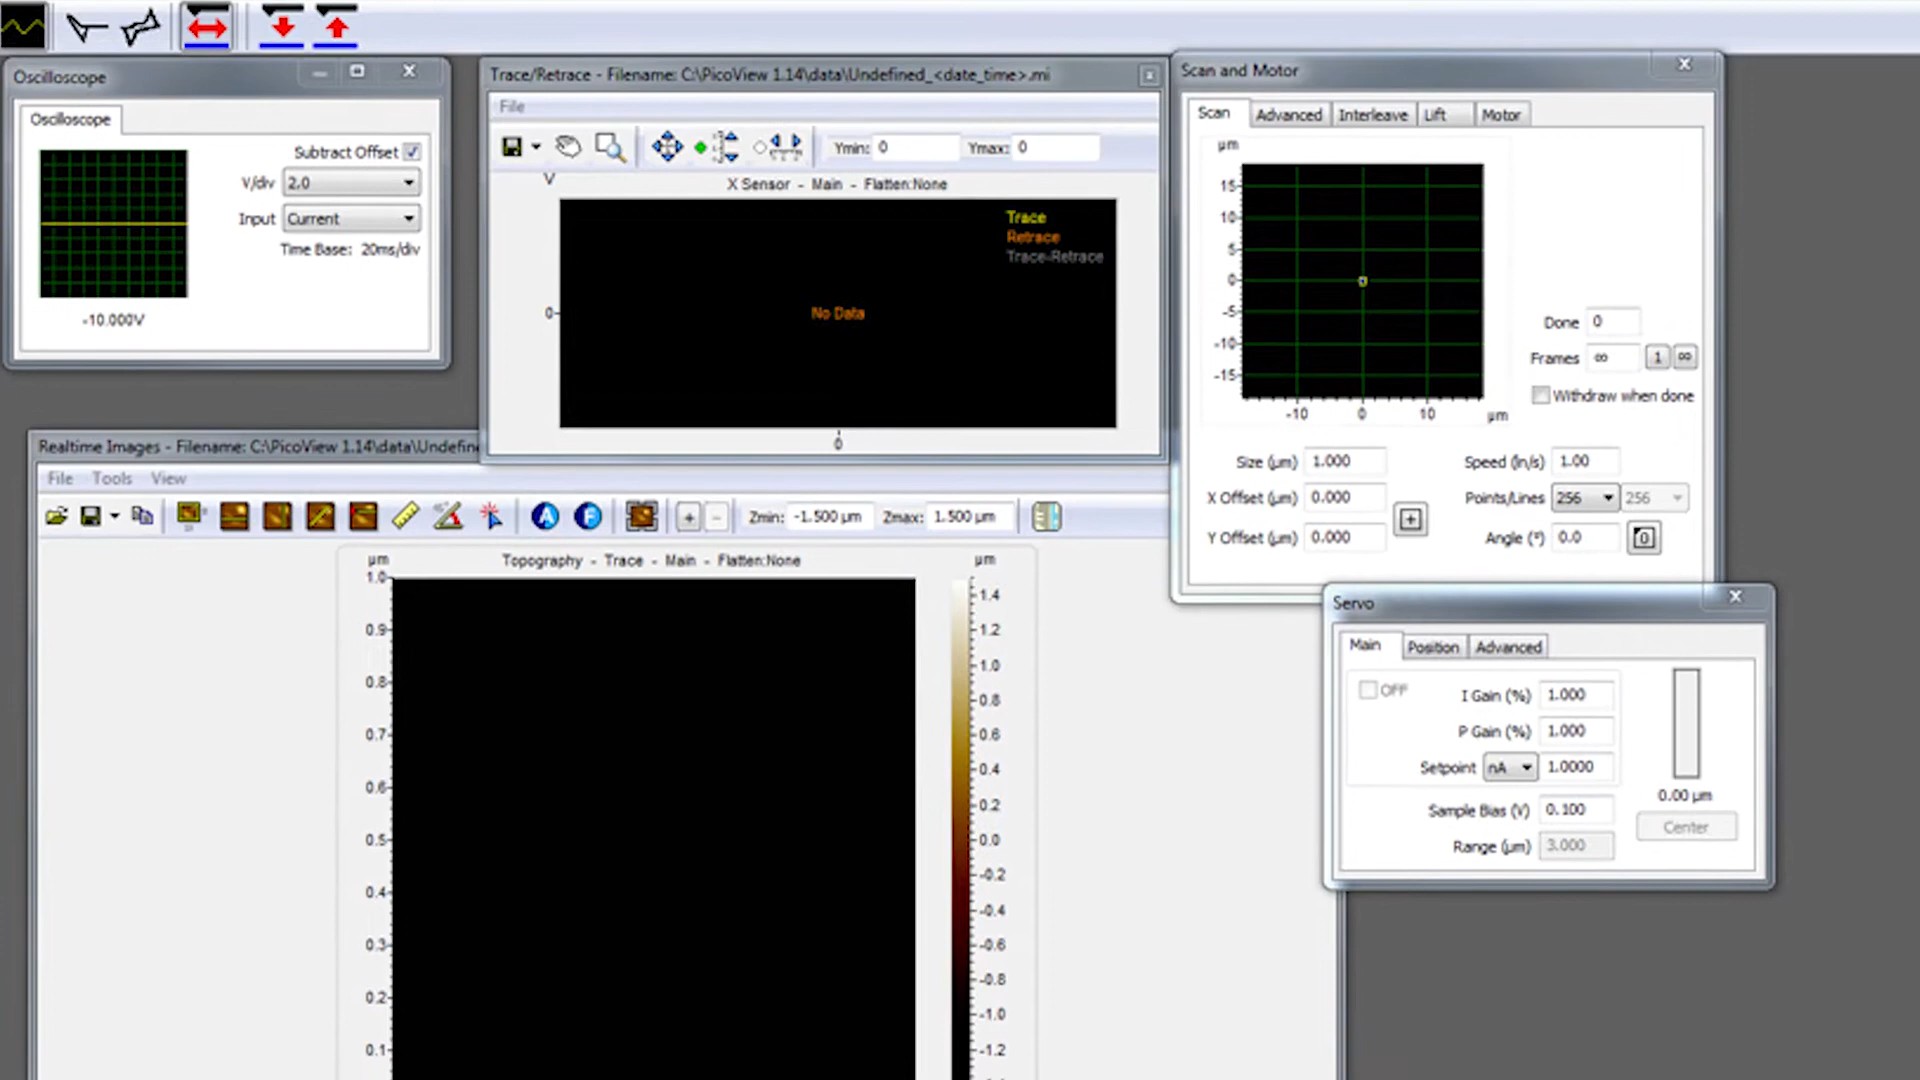 Oscilloscope
Oscilloscope
Subtract Offset
V/div 2.0
Input Current
Time Base: 20ms/div
-10.000V
Trace/Retrace - Filename: C:\PicoView 1.14\data\Undefined_<date_time>.mi
File
Ymin: 0 Ymax: 0
V
X Sensor - Main - Flatten:None
Trace
Retrace
Trace-Retrace
0
No Data
0
Scan and Motor
Scan Advanced Interleave Lift Motor
µm
15
10
5
0
-5
-10
-15
-10 0 10 µm
Done 0
Frames ∞ 1 ∞
Withdraw when done
Size (µm) 1.000 Speed (ln/s) 1.00
X Offset (µm) 0.000 Points/Lines 256 256
Y Offset (µm) 0.000 Angle (°) 0.0
Realtime Images - Filename: C:\PicoView 1.14\data\Undefine
File Tools View
A F + - Zmin: -1.500 µm Zmax: 1.500 µm
µm Topography - Trace - Main - Flatten:None µm
1.0
0.9
0.8
0.7
0.6
0.5
0.4
0.3
0.2
0.1
1.4
1.2
1.0
0.8
0.6
0.4
0.2
0.0
-0.2
-0.4
-0.6
-0.8
-1.0
-1.2
Servo
Main Position Advanced
OFF I Gain (%) 1.000
P Gain (%) 1.000
Setpoint nA 1.0000
Sample Bias (V) 0.100
Range (µm) 3.000
0.00 µm
Center